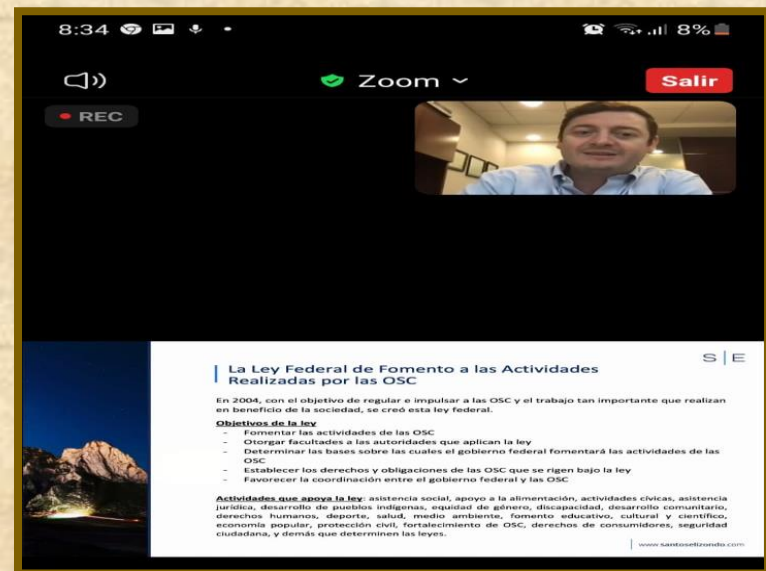 8:34
8%
Zoom
Salir
REC
S | E
La Ley Federal de Fomento a las Actividades
Realizadas por las OSC
En 2004, con el objetivo de regular e impulsar a las OSC y el trabajo tan importante que realizan
en beneficio de la sociedad, se creó esta ley federal.
Objetivos de la ley
- Fomentar las actividades de las OSC
- Otorgar facultades a las autoridades que aplican la ley
- Determinar las bases sobre las cuales el gobierno federal fomentará las actividades de las
OSC
- Establecer los derechos y obligaciones de las OSC que se rigen bajo la ley
- Favorecer la coordinación entre el gobierno federal y las OSC
Actividades que apoya la ley: asistencia social, apoyo a la alimentación, actividades cívicas, asistencia
jurídica, desarrollo de pueblos indígenas, equidad de género, discapacidad, desarrollo comunitario,
derechos humanos, deporte, salud, medio ambiente, fomento educativo, cultural y científico,
economía popular, protección civil, fortalecimiento de OSC, derechos de consumidores, seguridad
ciudadana, y demás que determinen las leyes.
www.santoselizondo.com